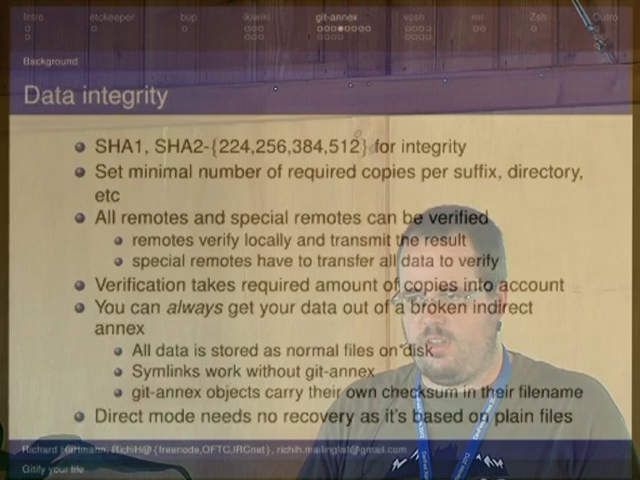 Intro etckeeper bup ikiwiki git-annex vcsh mr Zsh Outro
Background
Data integrity
SHA1, SHA2-{224,256,384,512} for integrity
Set minimal number of required copies per suffix, directory,
etc
All remotes and special remotes can be verified
remotes verify locally and transmit the result
special remotes have to transfer all data to verify
Verification takes required amount of copies into account
You can always get your data out of a broken indirect
annex
All data is stored as normal files on disk
Symlinks work without git-annex
git-annex objects carry their own checksum in their filename
Direct mode needs no recovery as it's based on plain files
Richard Hartmann, RichiH@{freenode,OFTC,IRCnet}, richih.mailinglist@gmail.com
Gitify your life